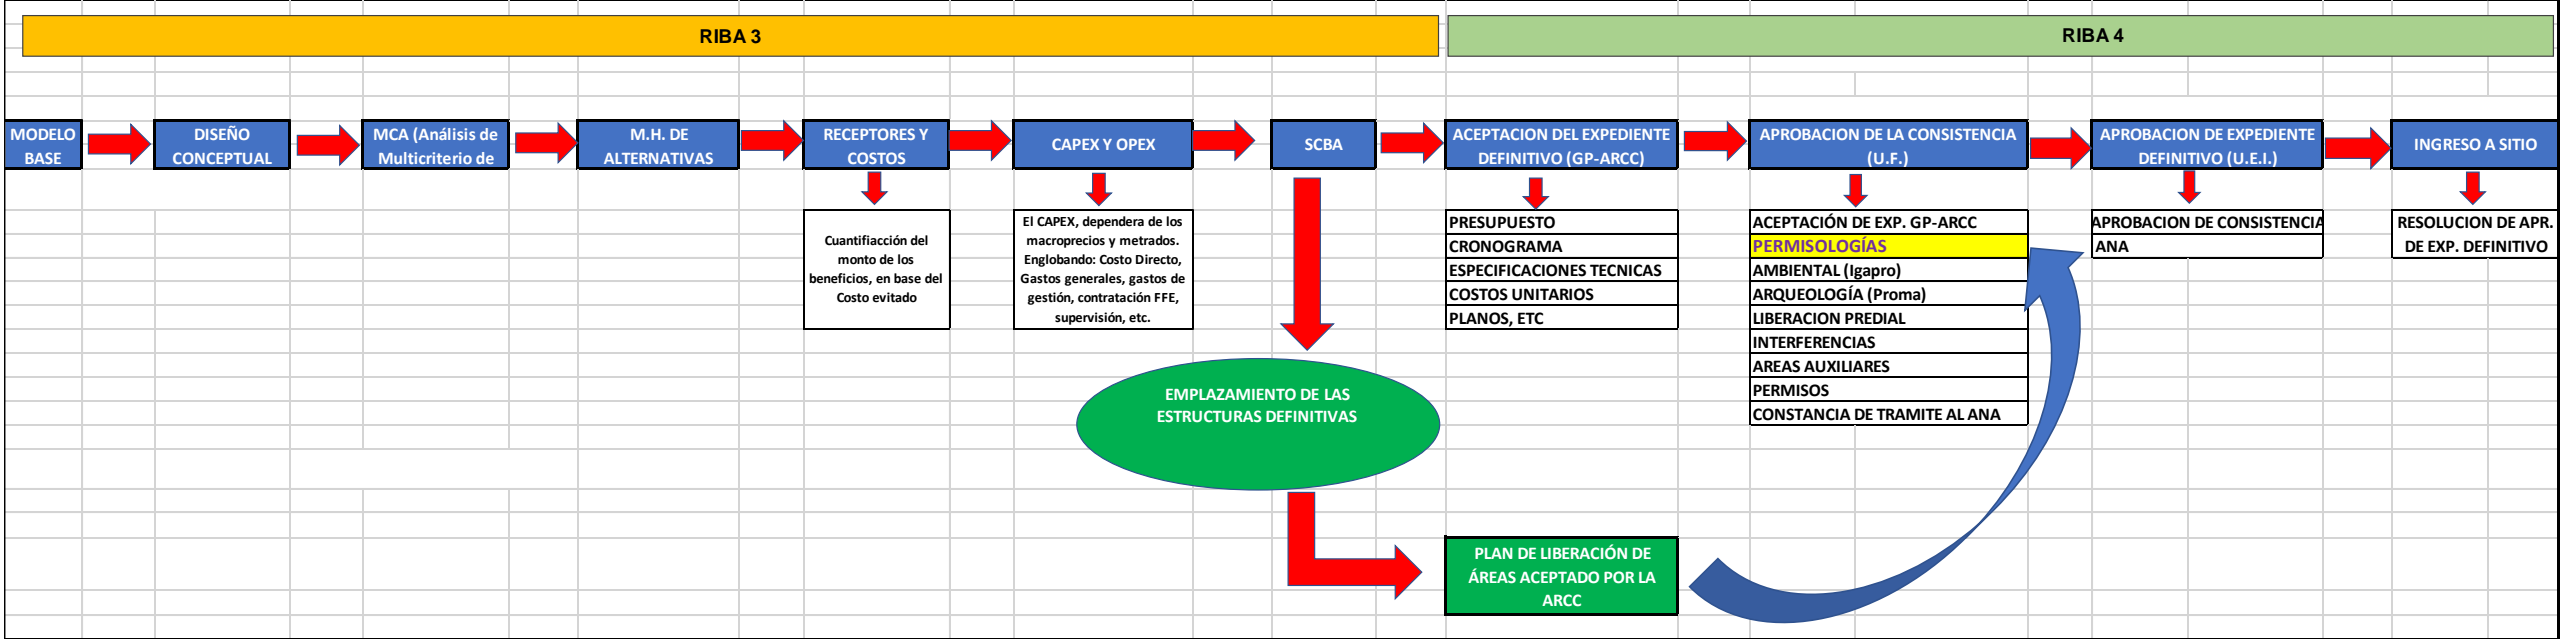 RIBA 3
RIBA 4
MODELO
BASE
DISEÑO
CONCEPTUAL
MCA (Análisis de
Multicriterio de
M.H. DE
ALTERNATIVAS
RECEPTORES Y
COSTOS
CAPEX Y OPEX
SCBA
ACEPTACION DEL EXPEDIENTE
DEFINITIVO (GP-ARCC)
APROBACION DE LA CONSISTENCIA
(U.F.)
APROBACION DE EXPEDIENTE
DEFINITIVO (U.E.I.)
INGRESO A SITIO
Cuantifiacción del
monto de los
beneficios, en base del
Costo evitado
El CAPEX, dependera de los
macroprecios y metrados.
Englobando: Costo Directo,
Gastos generales, gastos de
gestión, contratación FFE,
supervisión, etc.
PRESUPUESTO
CRONOGRAMA
ESPECIFICACIONES TECNICAS
COSTOS UNITARIOS
PLANOS, ETC
ACEPTACIÓN DE EXP. GP-ARCC
PERMISOLOGÍAS
AMBIENTAL (Igapro)
ARQUEOLOGÍA (Proma)
LIBERACION PREDIAL
INTERFERENCIAS
AREAS AUXILIARES
PERMISOS
CONSTANCIA DE TRAMITE AL ANA
APROBACION DE CONSISTENCIA
ANA
RESOLUCION DE APR.
DE EXP. DEFINITIVO
EMPLAZAMIENTO DE LAS
ESTRUCTURAS DEFINITIVAS
PLAN DE LIBERACIÓN DE
ÁREAS ACEPTADO POR LA
ARCC